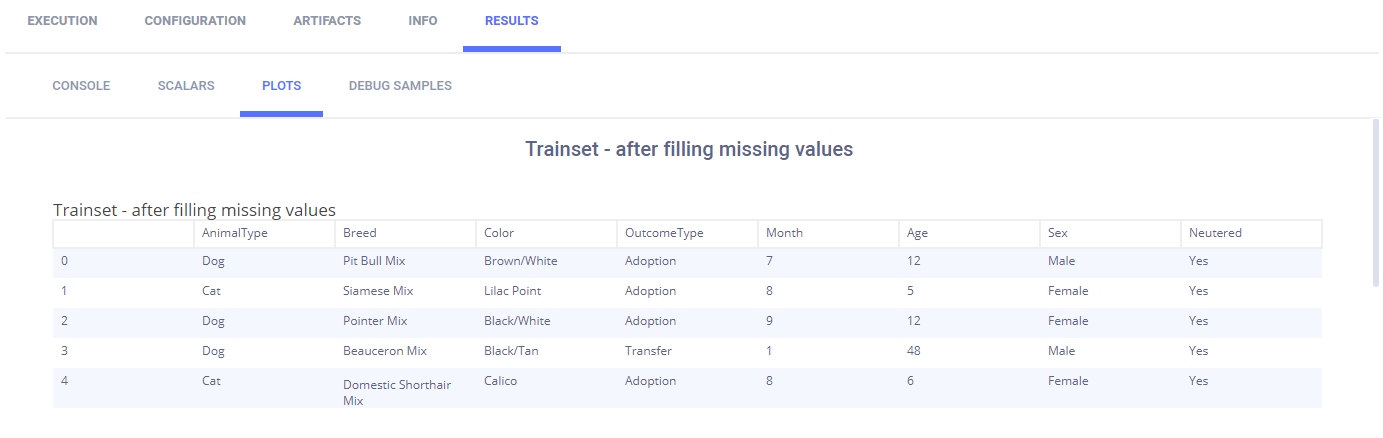 EXECUTION CONFIGURATION ARTIFACTS INFO RESULTS
CONSOLE SCALARS PLOTS DEBUG SAMPLES
Trainset - after filling missing values
Trainset - after filling missing values
AnimalType Breed Color OutcomeType Month Age Sex Neutered
0 Dog Pit Bull Mix Brown/White Adoption 7 12 Male Yes
1 Cat Siamese Mix Lilac Point Adoption 8 5 Female Yes
2 Dog Pointer Mix Black/White Adoption 9 12 Female Yes
3 Dog Beauceron Mix Black/Tan Transfer 1 48 Male Yes
4 Cat Domestic Shorthair Calico Adoption 8 6 Female Yes
Mix